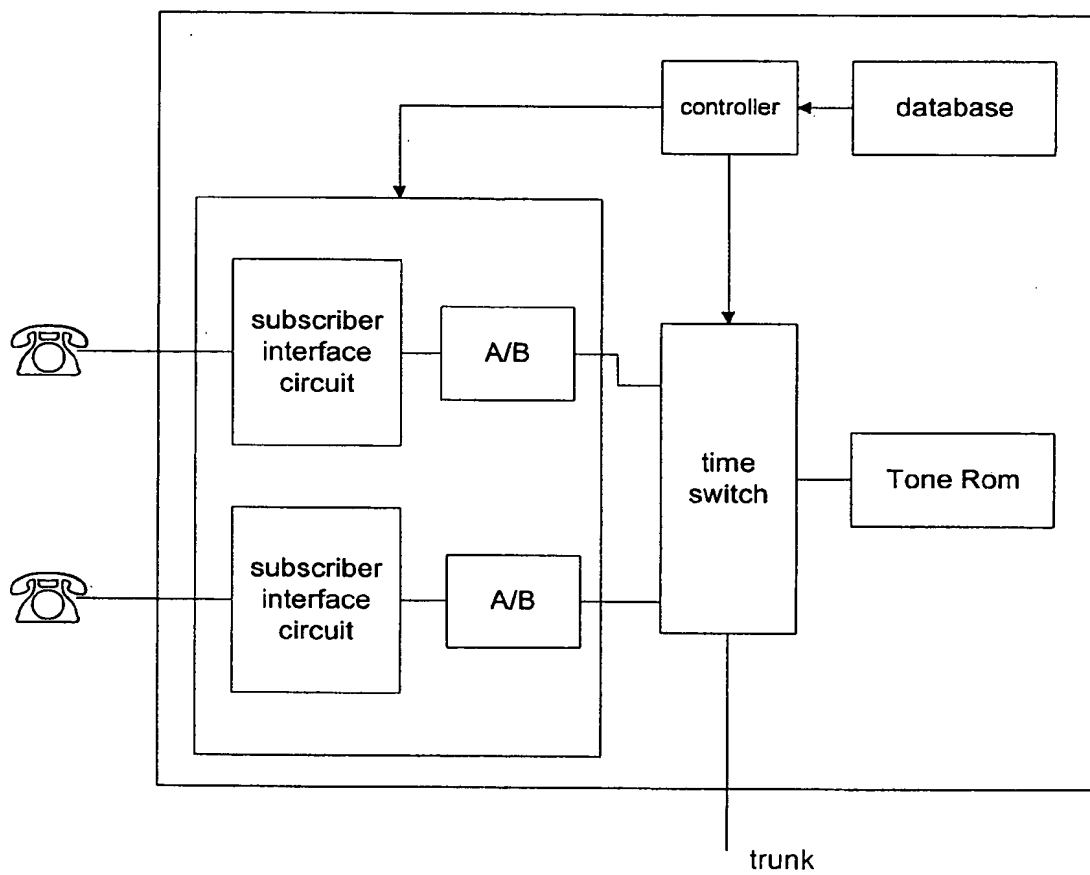 controller
database
subscriber
interface
circuit
A/B
time
switch
Tone Rom
subscriber
interface
circuit
A/B
trunk